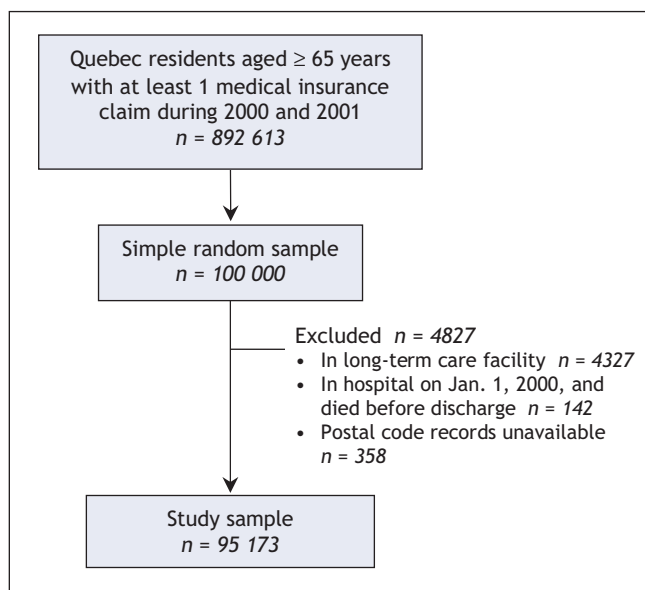 Quebec residents aged ≥ 65 years
with at least 1 medical insurance
claim during 2000 and 2001
n = 892 613
Simple random sample
n = 100 000
Excluded n = 4827
• In long-term care facility n = 4327
• In hospital on Jan. 1, 2000, and
died before discharge n = 142
• Postal code records unavailable
n = 358
Study sample
n = 95 173